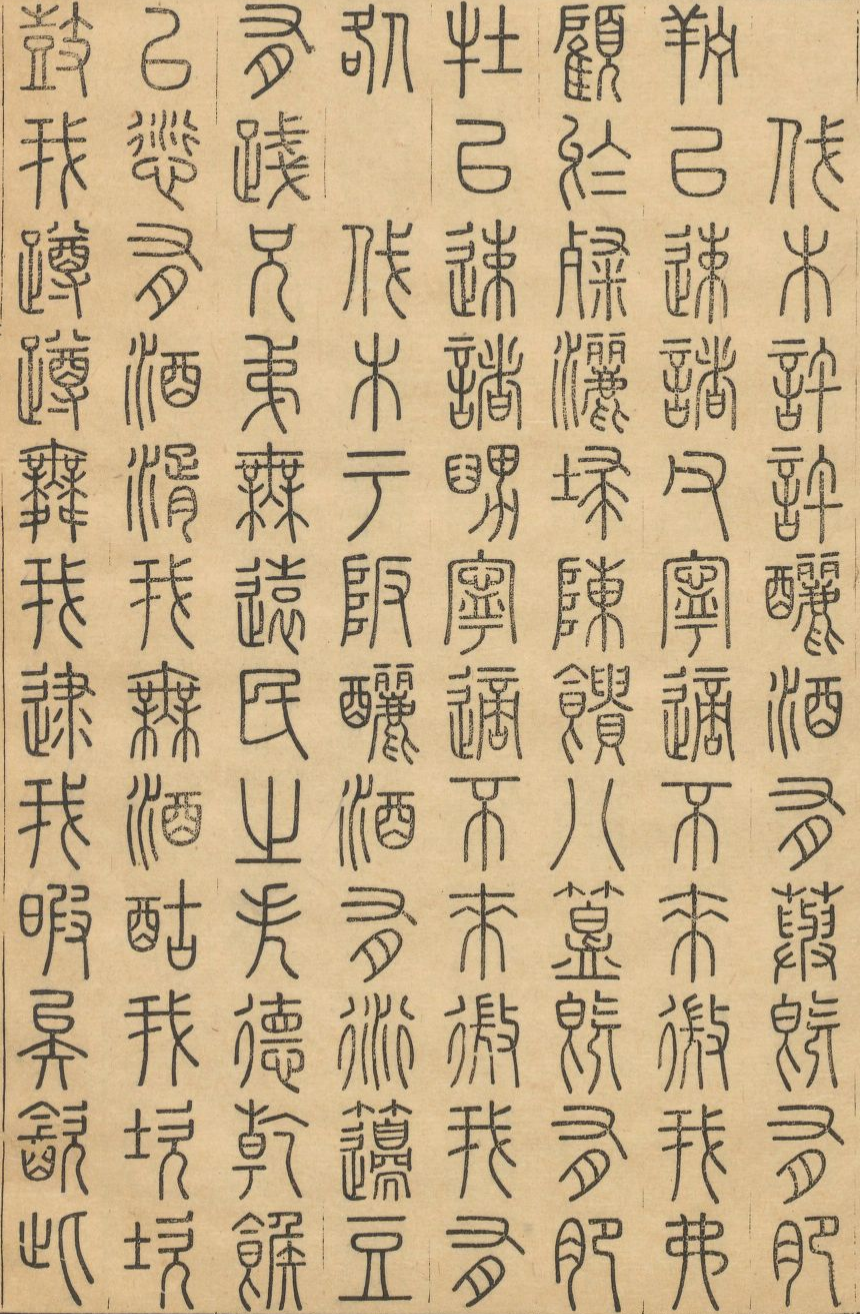 伐木許許釃酒有藇既有肥
羜以速諸父寧適不來微我弗
顧於粲灑埽陳饋八簋既有肥
牡以速諸舅寧適不來微我有
咎　伐木于阪釃酒有衍籩豆
有踐兄弟無遠民之失德乾餱
以愆有酒湑我無酒酤我坎坎
鼓我蹲蹲舞我逮我暇矣飲此